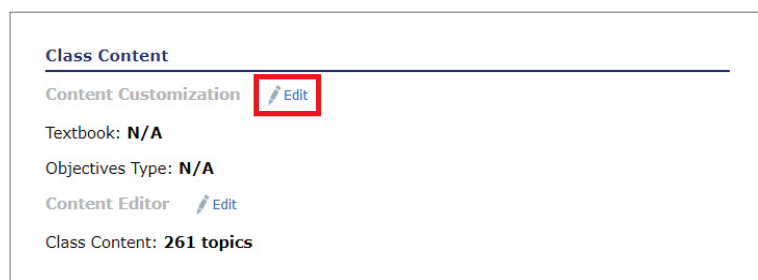 Class Content
Content Customization Edit
Textbook: N/A
Objectives Type: N/A
Content Editor Edit
Class Content: 261 topics